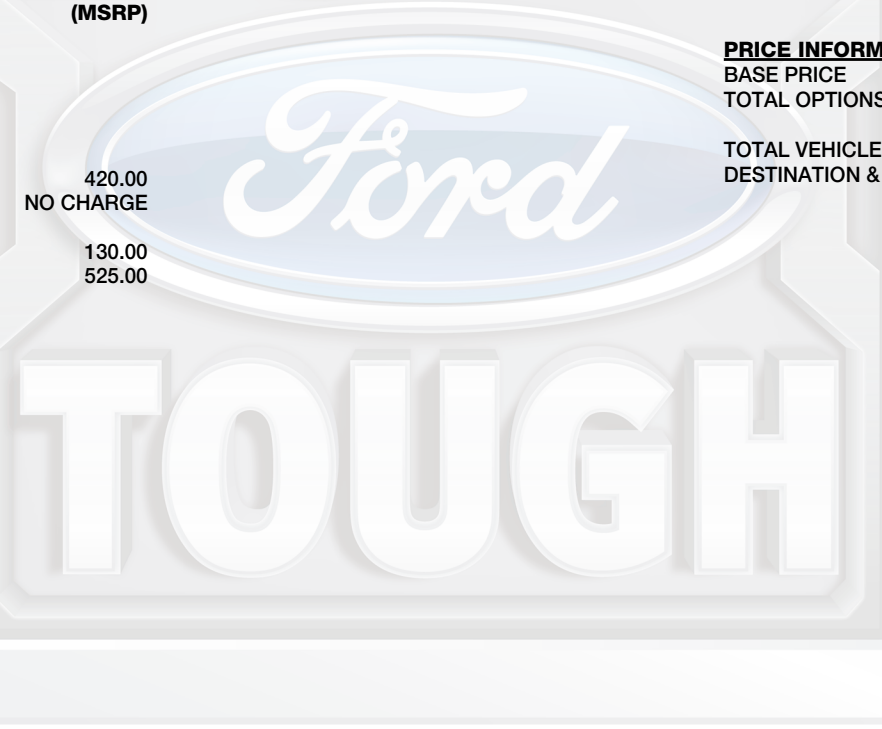 (MSRP)
420.00
NO CHARGE
130.00
525.00
PRICE INFORM
BASE PRICE
TOTAL OPTIONS
TOTAL VEHICLE
DESTINATION &
Ford
TOUGH